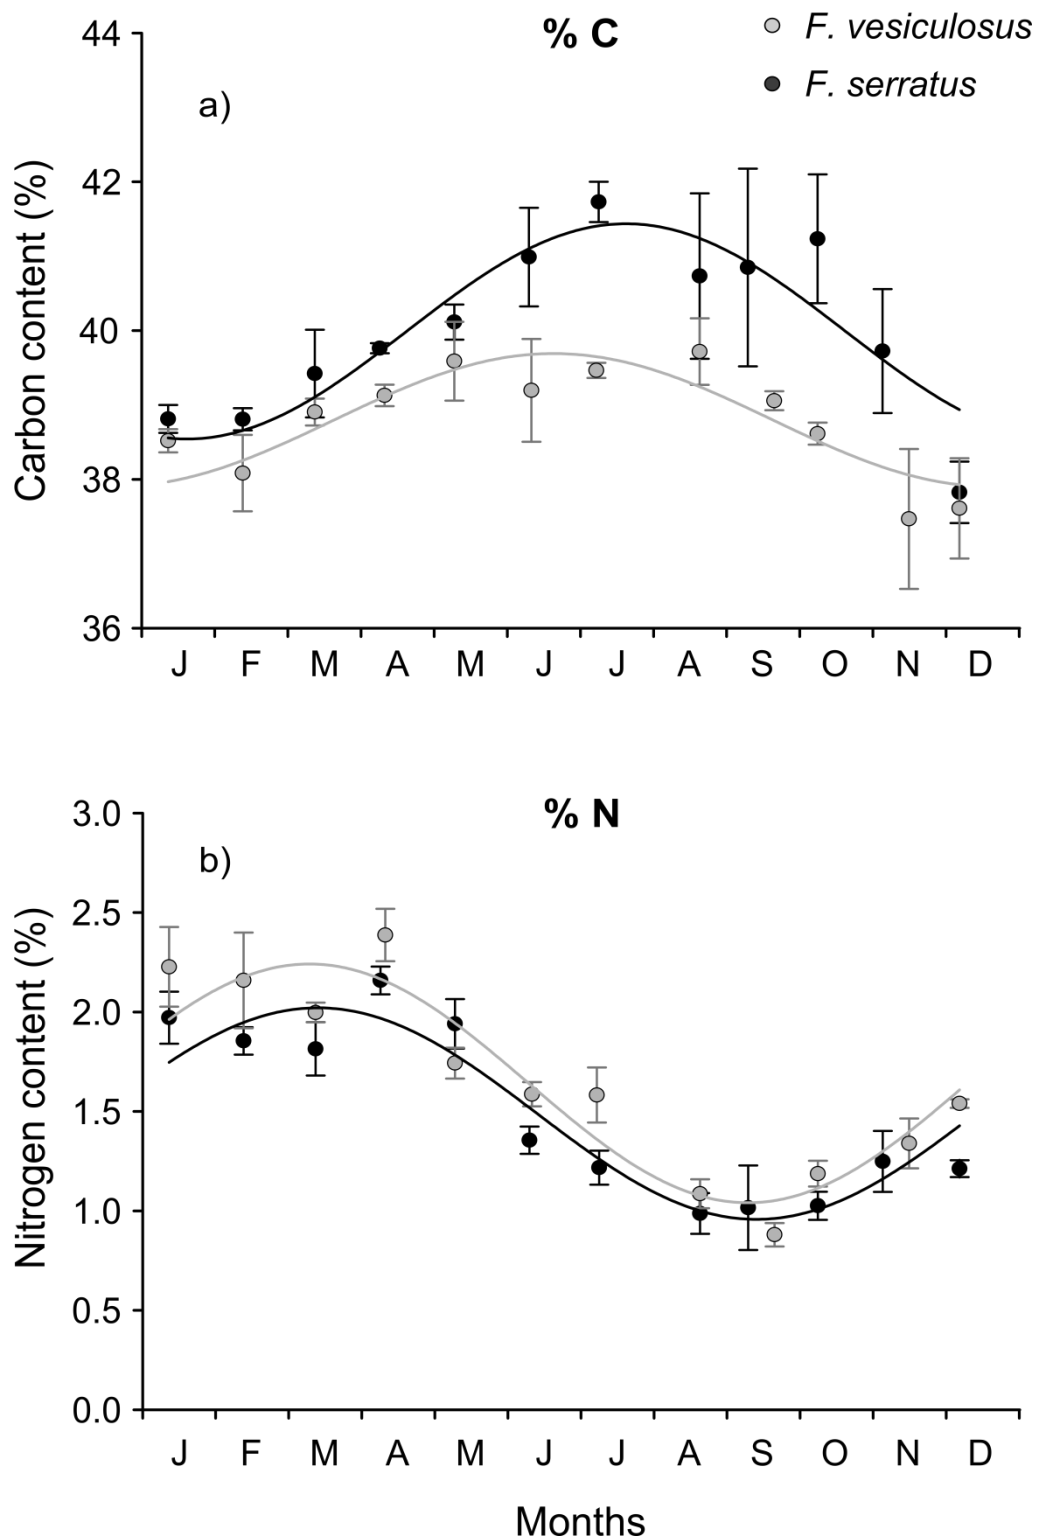 % C
F. vesiculosus
F. serratus
a)
Carbon content (%)
44
42
40
38
36
J F M A M J J A S O N D
% N
b)
Nitrogen content (%)
3.0
2.5
2.0
1.5
1.0
0.5
0.0
J F M A M J J A S O N D
Months